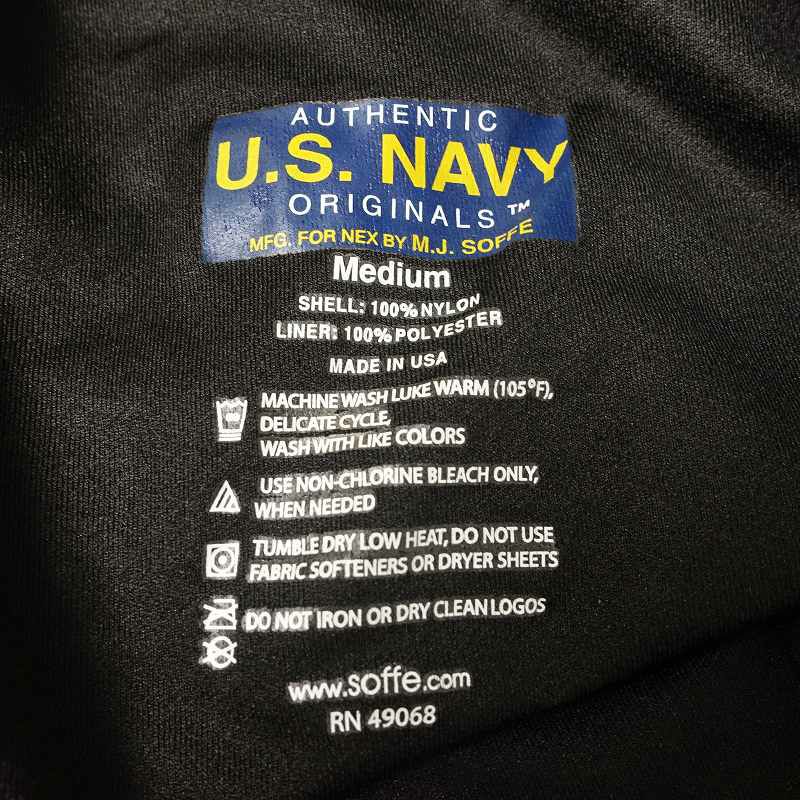 AUTHENTIC
U.S. NAVY
ORIGINALS™
MFG. FOR NEX BY M.J. SOFFE
Medium
SHELL: 100% NYLON
LINER: 100% POLYESTER
MADE IN USA
MACHINE WASH LUKE WARM (105°F),
DELICATE CYCLE,
WASH WITH LIKE COLORS
USE NON-CHLORINE BLEACH ONLY,
WHEN NEEDED
TUMBLE DRY LOW HEAT, DO NOT USE
FABRIC SOFTENERS OR DRYER SHEETS
DO NOT IRON OR DRY CLEAN LOGOS
www.soffe.com
RN 49068